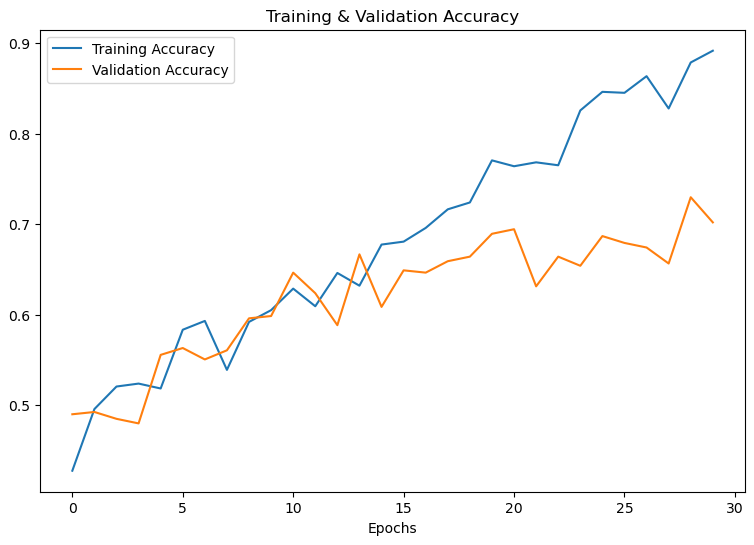 Training & Validation Accuracy
Training Accuracy
Validation Accuracy
0.9
0.8
0.7
0.6
0.5
0 5 10 15 20 25 30
Epochs